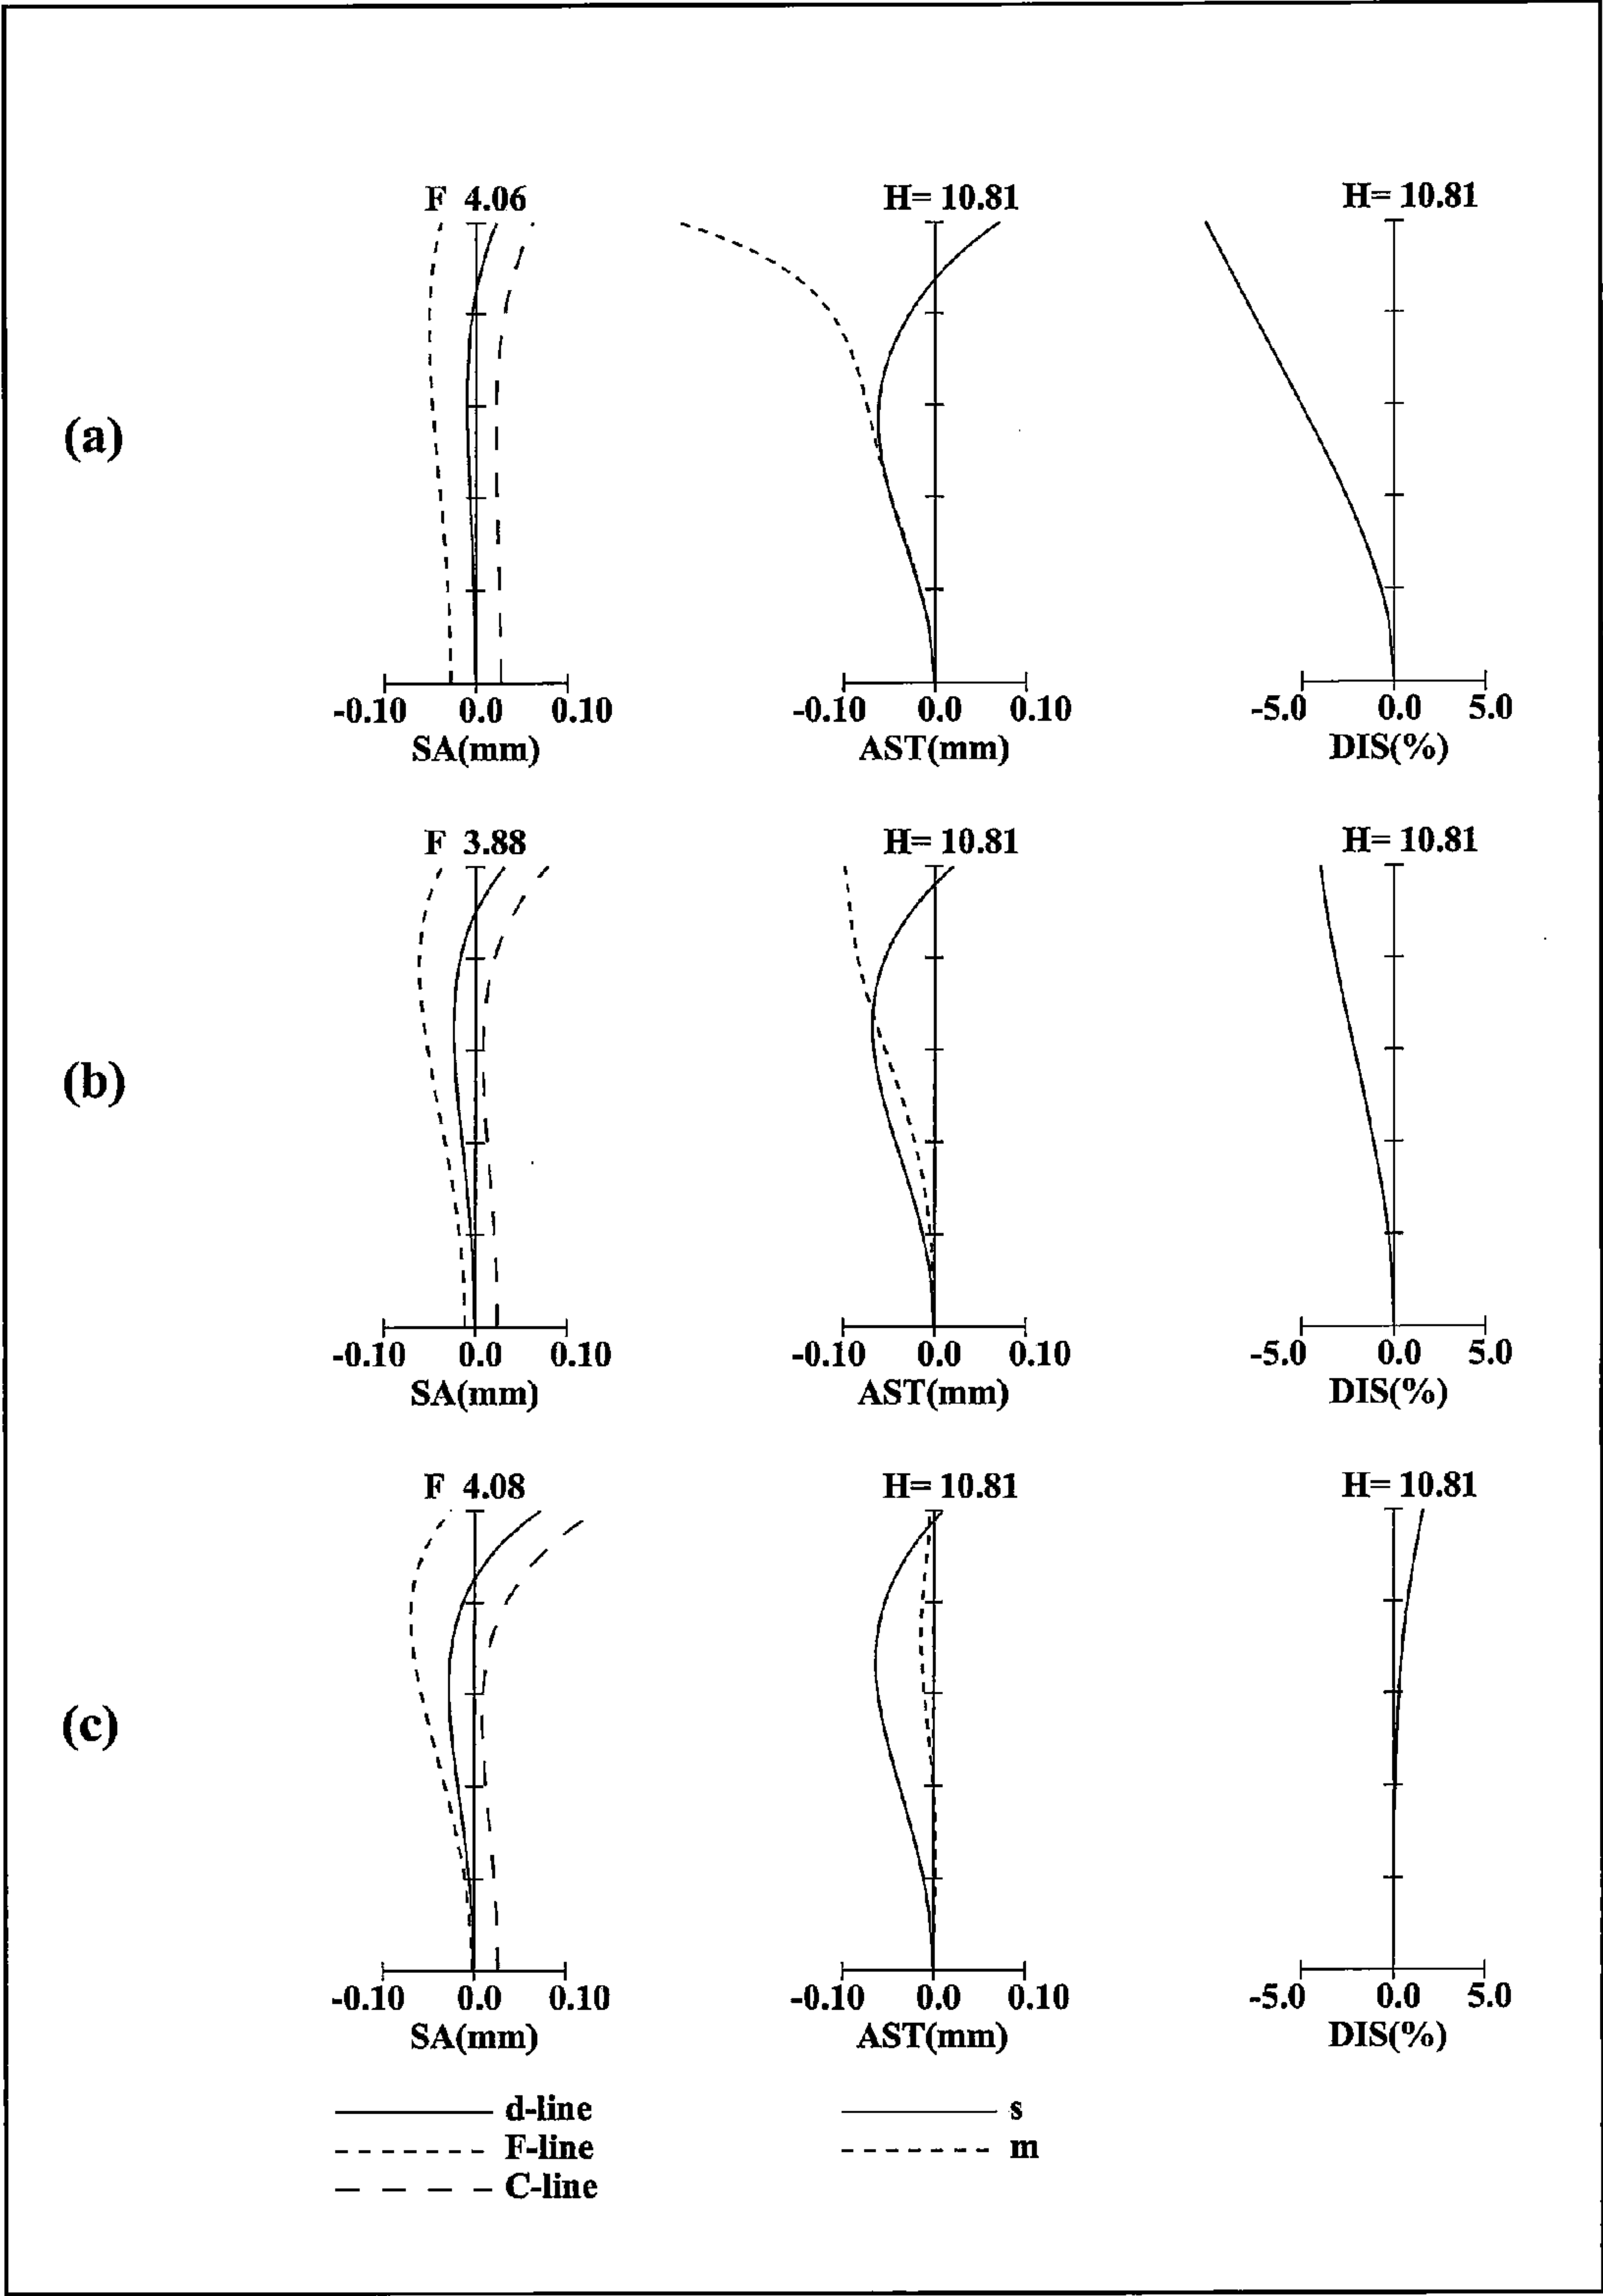 F 4.06 H= 10.81 H= 10.81
(a)
-0.10 0.0 0.10 -0.10 0.0 0.10 -5.0 0.0 5.0
SA(mm) AST(mm) DIS(%)
F 3.88 H= 10.81 H= 10.81
(b)
-0.10 0.0 0.10 -0.10 0.0 0.10 -5.0 0.0 5.0
SA(mm) AST(mm) DIS(%)
F 4.08 H= 10.81 H= 10.81
(c)
-0.10 0.0 0.10 -0.10 0.0 0.10 -5.0 0.0 5.0
SA(mm) AST(mm) DIS(%)
d-line s
F-line m
C-line